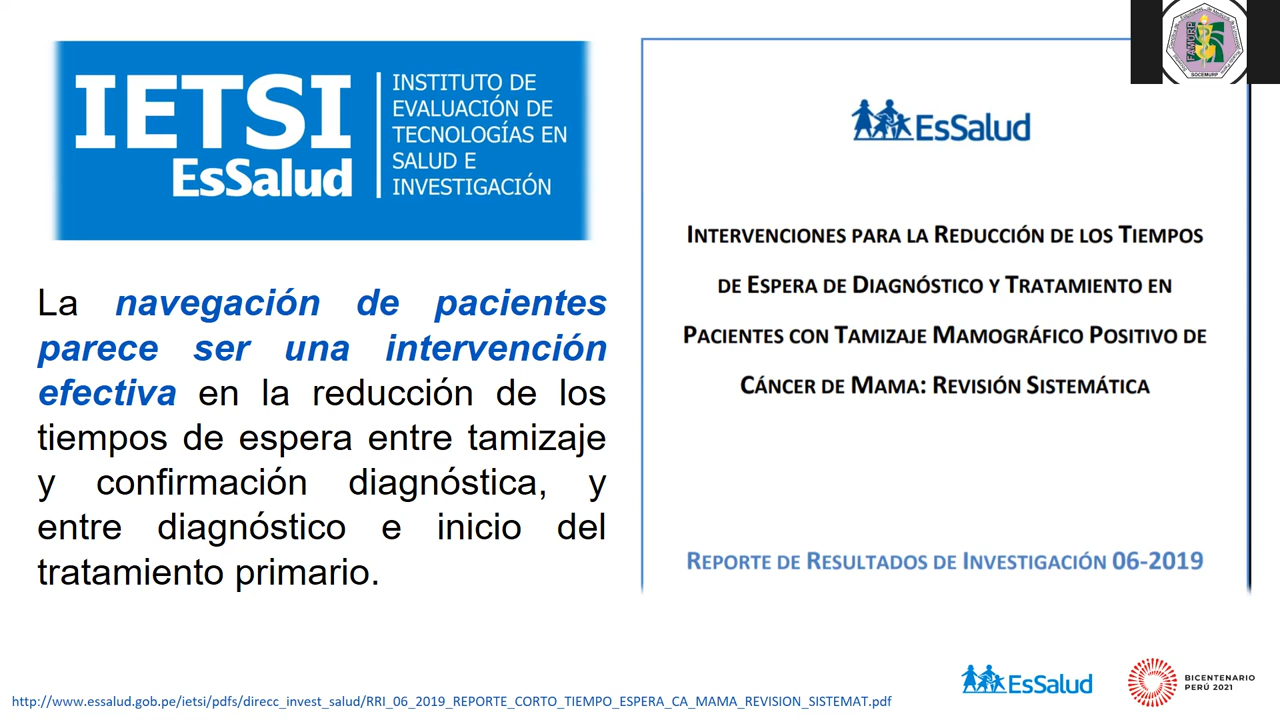 IETSI
EsSalud
INSTITUTO DE
EVALUACIÓN DE
TECNOLOGÍAS EN
SALUD E
INVESTIGACIÓN
La navegación de pacientes
parece ser una intervención
efectiva en la reducción de los
tiempos de espera entre tamizaje
y confirmación diagnóstica, y
entre diagnóstico e inicio del
tratamiento primario.
EsSalud
INTERVENCIONES PARA LA REDUCCIÓN DE LOS TIEMPOS
DE ESPERA DE DIAGNÓSTICO Y TRATAMIENTO EN
PACIENTES CON TAMIZAJE MAMOGRÁFICO POSITIVO DE
CÁNCER DE MAMA: REVISIÓN SISTEMÁTICA
REPORTE DE RESULTADOS DE INVESTIGACIÓN 06-2019
FAMURP
SOCEMURP
http://www.essalud.gob.pe/ietsi/pdfs/direcc_invest_salud/RRI_06_2019_REPORTE_CORTO_TIEMPO_ESPERA_CA_MAMA_REVISION_SISTEMAT.pdf
EsSalud
BICENTENARIO
PERÚ 2021